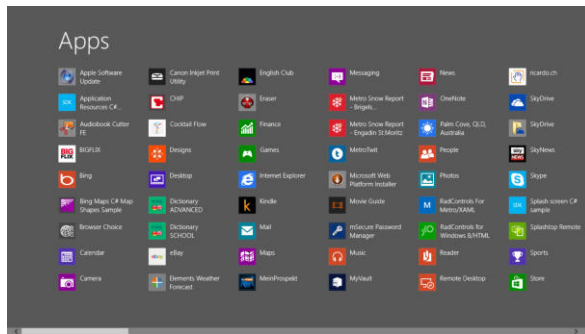 Apps
Apple Software
Update
Application
Resources C#...
Audiobook Cutter
FE
BIG
FLIX
BIGFLIX
Bing
Bing Maps C# Map
Shapes Sample
Browser Choice
Calendar
Camera
Canon Inkjet Print
Utility
CHIP
Cocktail Flow
Designs
Desktop
Dictionary
ADVANCED
Dictionary
SCHOOL
eBay
Elements Weather
Forecast
English Club
Eraser
Finance
Games
Internet Explorer
Kindle
Mail
Maps
MeinProspekt
Messaging
Metro Snow Report
- Brigels...
Metro Snow Report
- Engadin St.Moritz
MetroTwit
Microsoft Web
Platform Installer
Movie Guide
mSecure Password
Manager
Music
MyVault
News
OneNote
Palm Cove, QLD,
Australia
People
Photos
RadControls For
Metro/XAML
RadControls for
Windows 8/HTML
Reader
Remote Desktop
ricardo.ch
SkyDrive
SkyDrive
sky
NEWS
SkyNews
Skype
Splash screen C#
sample
Splashtop Remote
Sports
Store